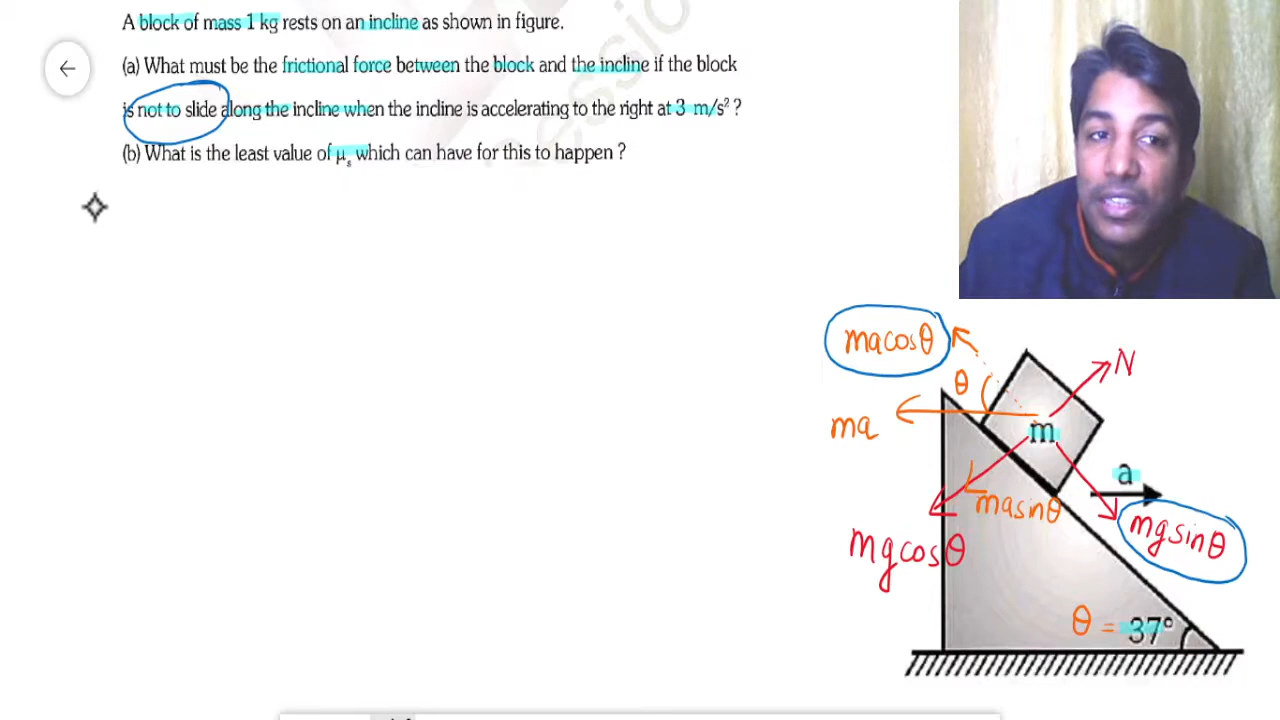 A block of mass 1 kg rests on an incline as shown in figure.
(a) What must be the frictional force between the block and the incline if the block
is not to slide along the incline when the incline is accelerating to the right at 3 m/s² ?
(b) What is the least value of μₛ which can have for this to happen ?
macosθ
θ
N
ma
m
a
masinθ
mgsinθ
mgcosθ
θ = 37°